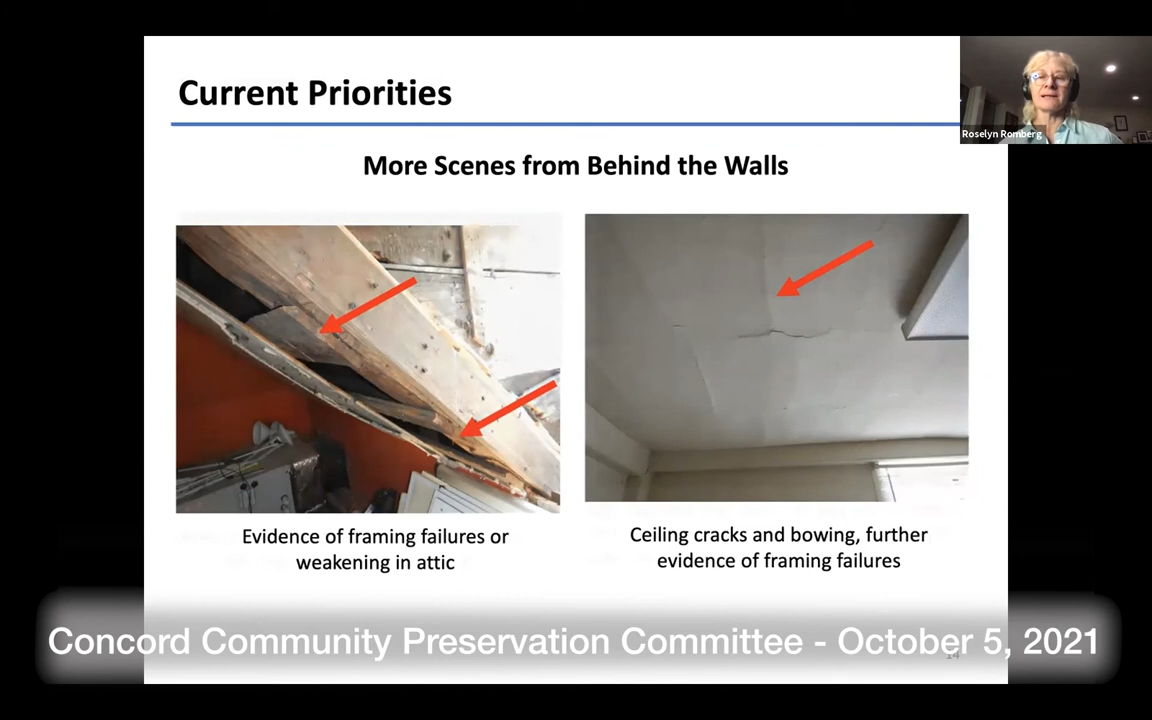 Current Priorities
Roselyn Romberg
More Scenes from Behind the Walls
Evidence of framing failures or
weakening in attic
Ceiling cracks and bowing, further
evidence of framing failures
Concord Community Preservation Committee - October 5, 2021
14